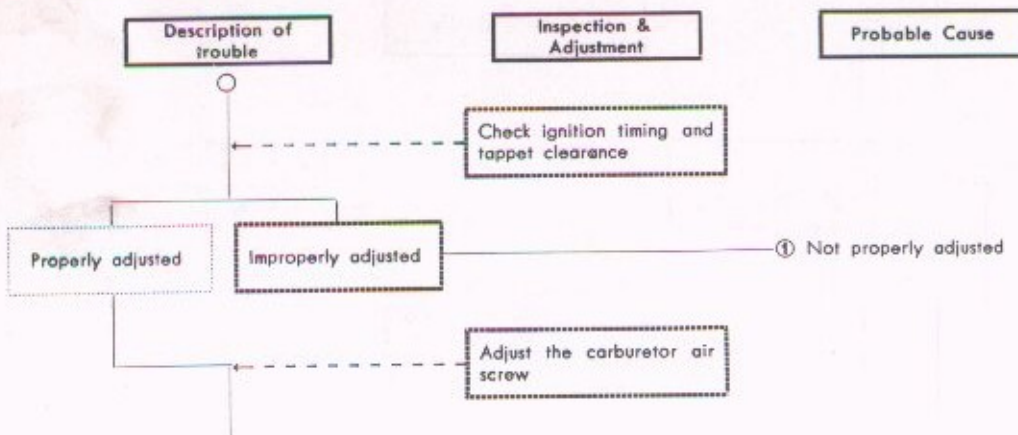 Description of
trouble
Inspection &
Adjustment
Probable Cause
Check ignition timing and
tappet clearance
Properly adjusted
Improperly adjusted
① Not properly adjusted
Adjust the carburetor air
screw